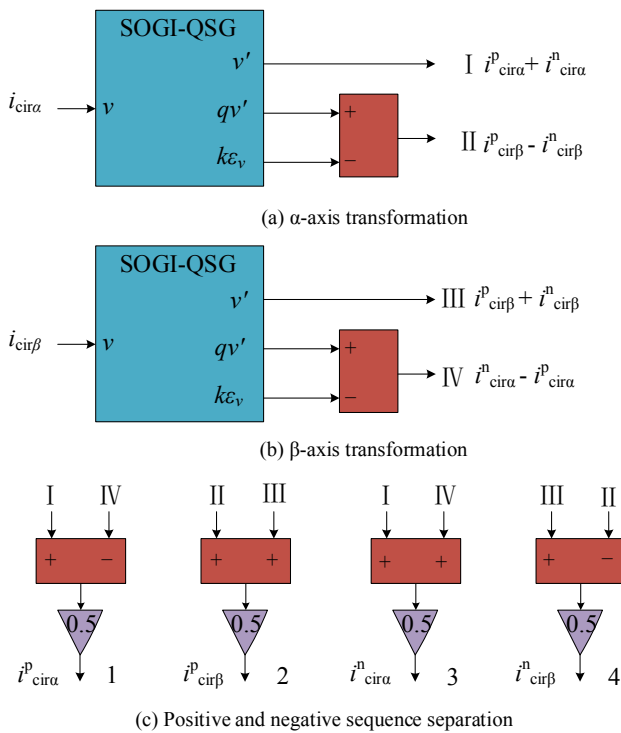 SOGI-QSG
v′
Ⅰ i^p_cirα + i^n_cirα
i_cirα
v
qv′
+
Ⅱ i^p_cirβ - i^n_cirβ
kε_v
−
(a) α-axis transformation
SOGI-QSG
v′
Ⅲ i^p_cirβ + i^n_cirβ
i_cirβ
v
qv′
+
Ⅳ i^n_cirα - i^p_cirα
kε_v
−
(b) β-axis transformation
Ⅰ Ⅳ Ⅱ Ⅲ Ⅰ Ⅳ Ⅲ Ⅱ
+ − + + + + + −
0.5 0.5 0.5 0.5
i^p_cirα 1 i^p_cirβ 2 i^n_cirα 3 i^n_cirβ 4
(c) Positive and negative sequence separation